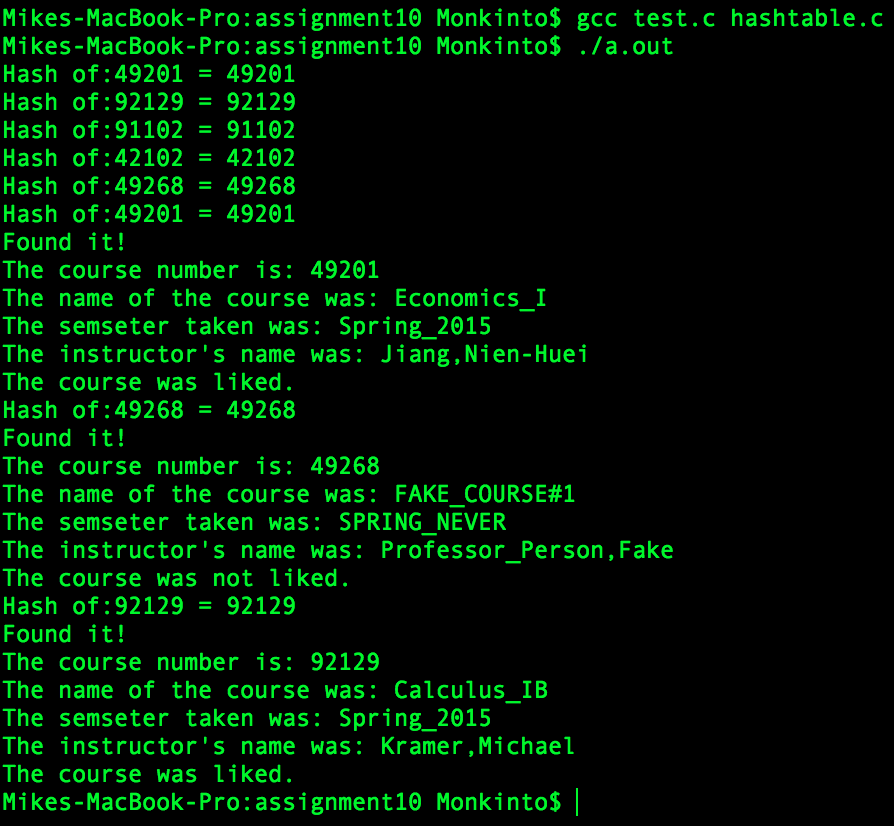 Mikes-MacBook-Pro:assignment10 Monkinto$ gcc test.c hashtable.c
Mikes-MacBook-Pro:assignment10 Monkinto$ ./a.out
Hash of:49201 = 49201
Hash of:92129 = 92129
Hash of:91102 = 91102
Hash of:42102 = 42102
Hash of:49268 = 49268
Hash of:49201 = 49201
Found it!
The course number is: 49201
The name of the course was: Economics_I
The semseter taken was: Spring_2015
The instructor's name was: Jiang,Nien-Huei
The course was liked.
Hash of:49268 = 49268
Found it!
The course number is: 49268
The name of the course was: FAKE_COURSE#1
The semseter taken was: SPRING_NEVER
The instructor's name was: Professor_Person,Fake
The course was not liked.
Hash of:92129 = 92129
Found it!
The course number is: 92129
The name of the course was: Calculus_IB
The semseter taken was: Spring_2015
The instructor's name was: Kramer,Michael
The course was liked.
Mikes-MacBook-Pro:assignment10 Monkinto$